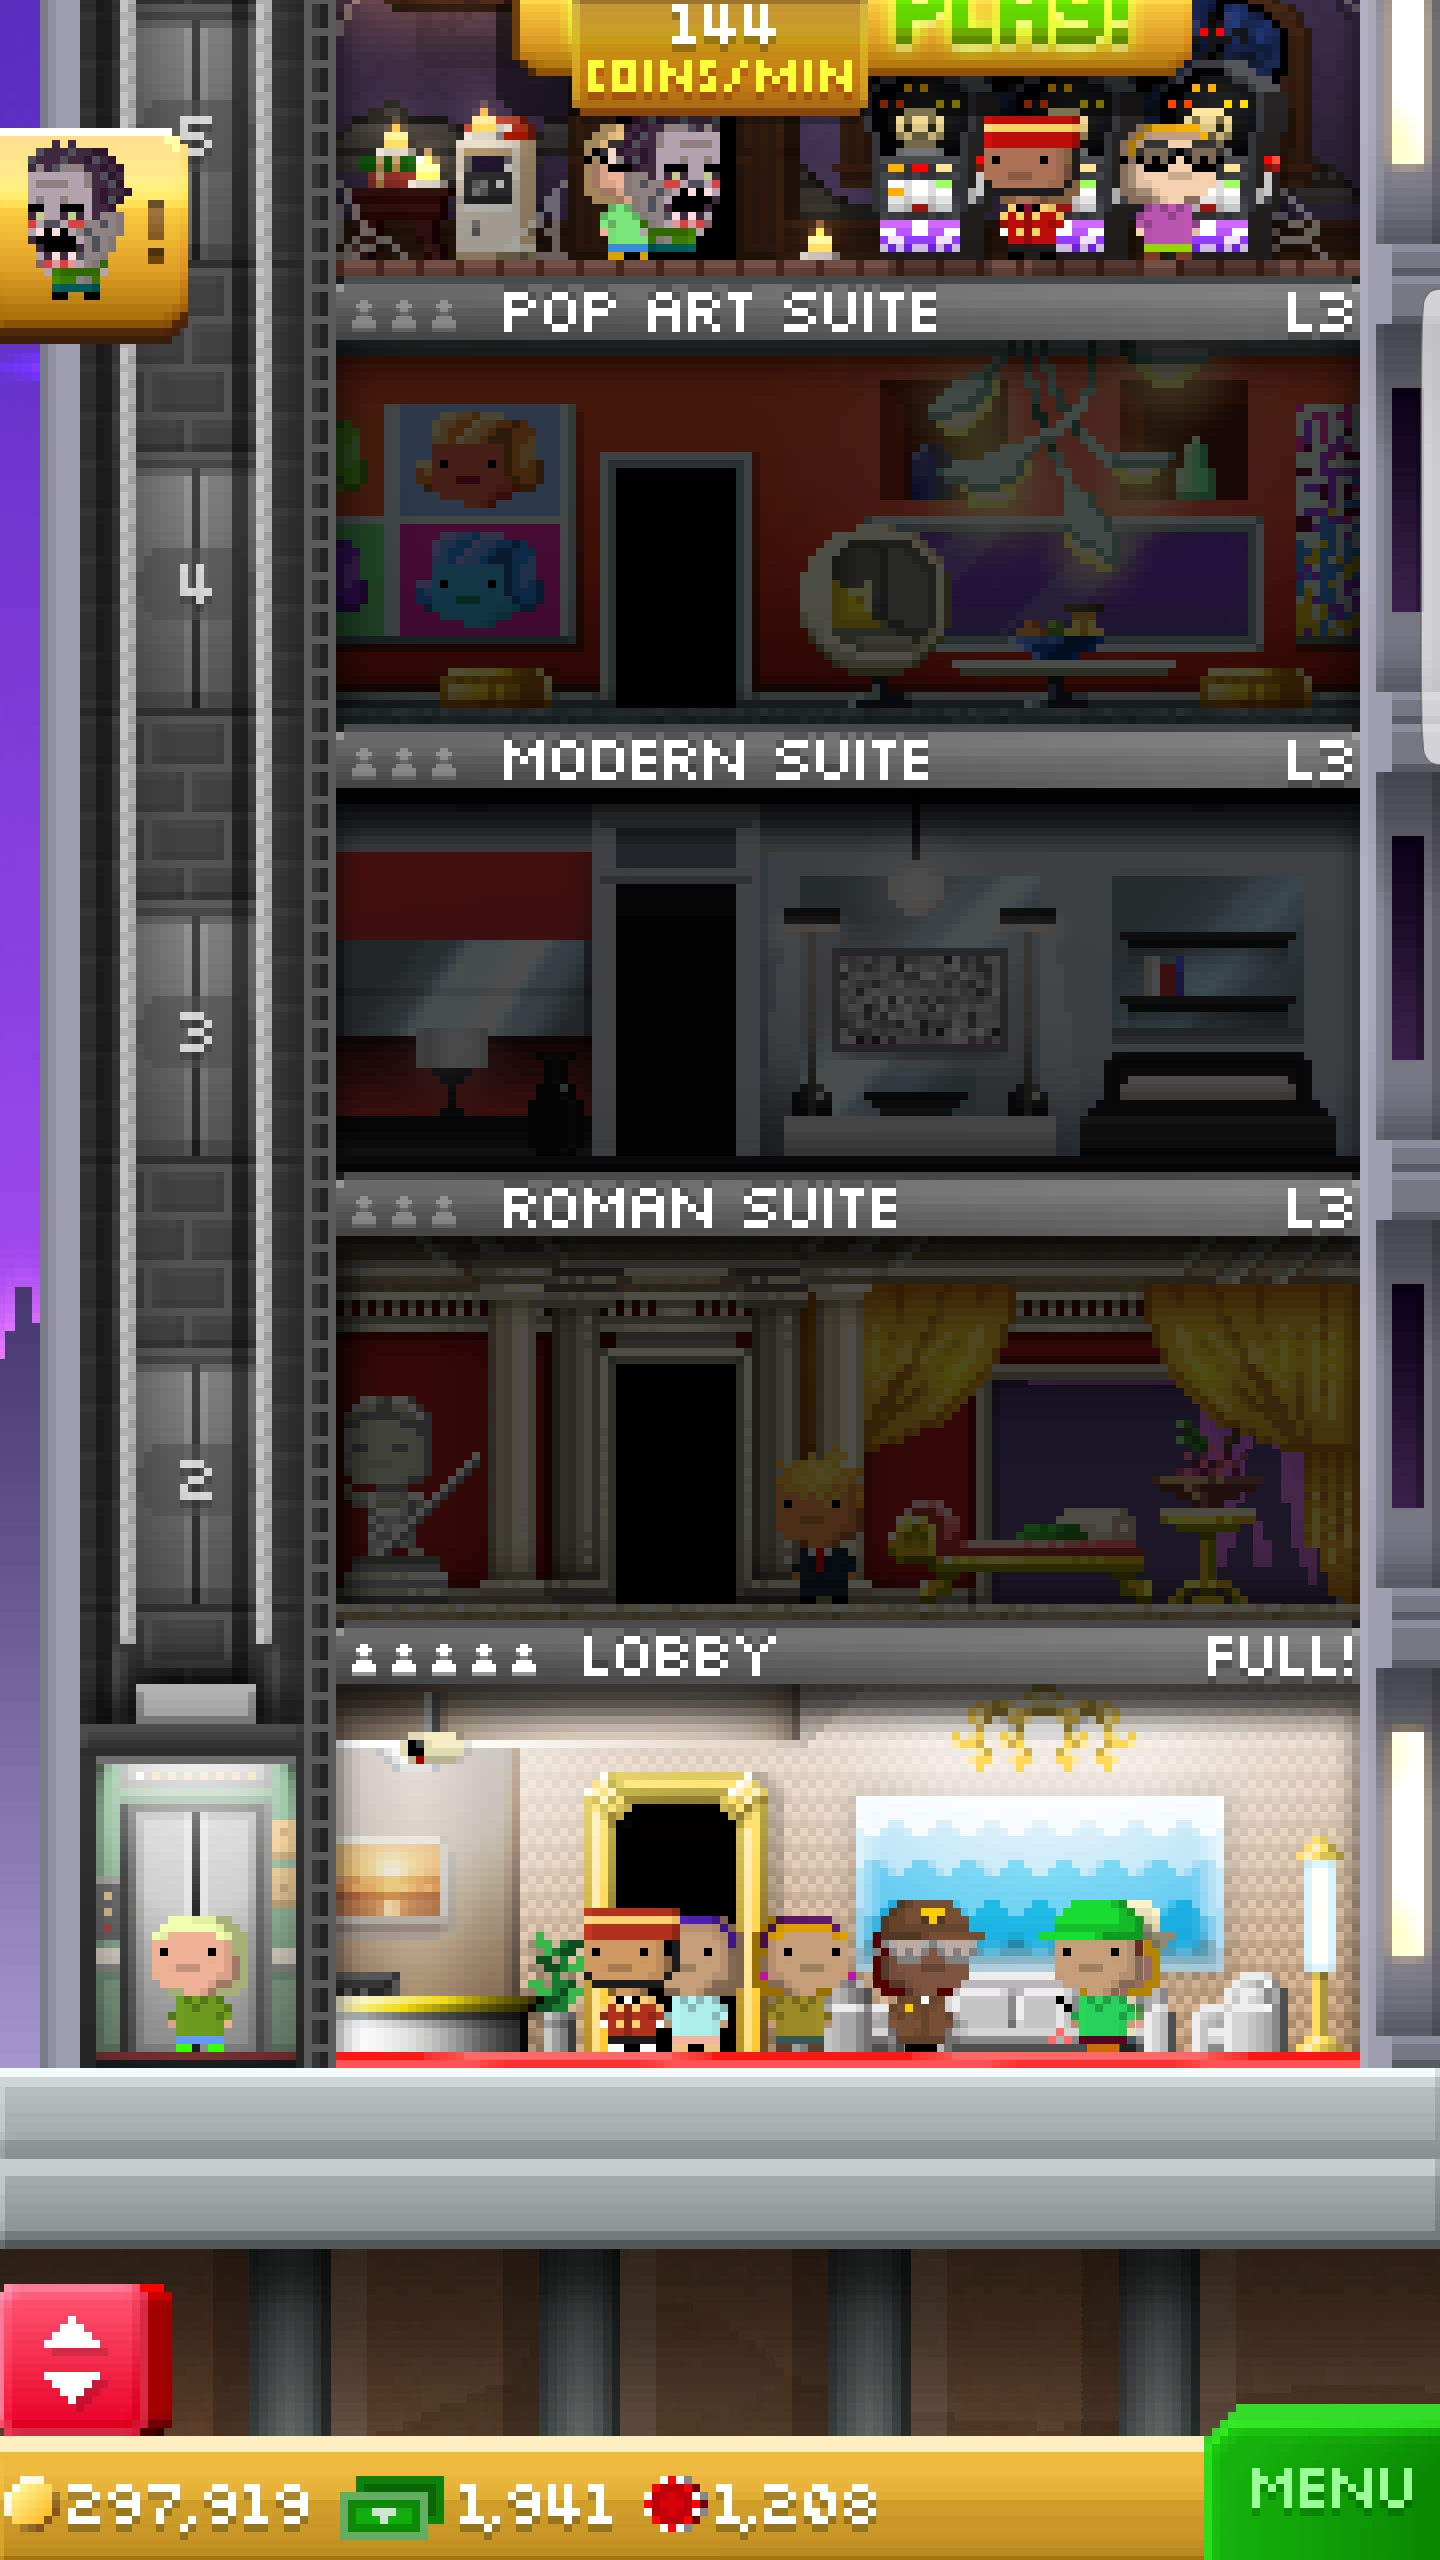 144
PLAY!
COINS/MIN
5
!
POP ART SUITE L3
4
MODERN SUITE L3
3
ROMAN SUITE L3
2
LOBBY FULL!
MENU
297,919 1,941 1,208